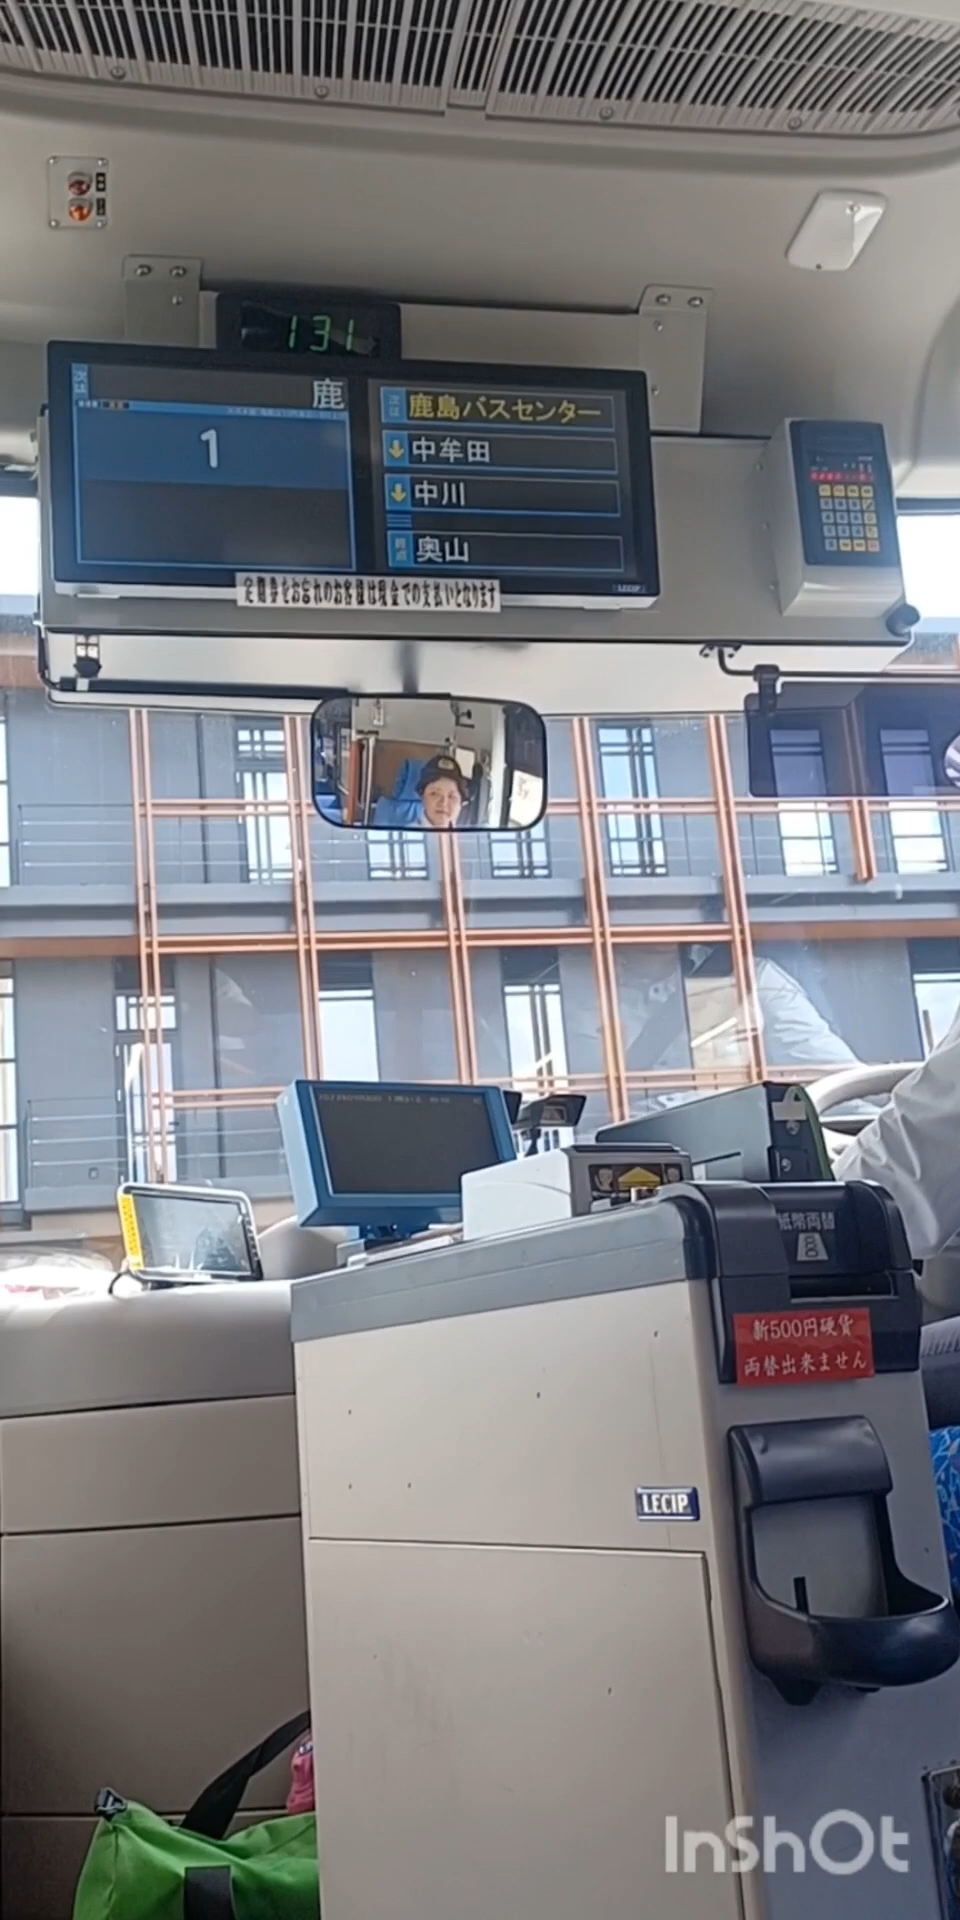 131
次は
鹿
1
次は 鹿島バスセンター
中牟田
中川
終点 奥山
LECIP
定期券をお忘れのお客様は現金での支払いとなります
紙幣両替
新500円硬貨
両替出来ません
LECIP
InShOt